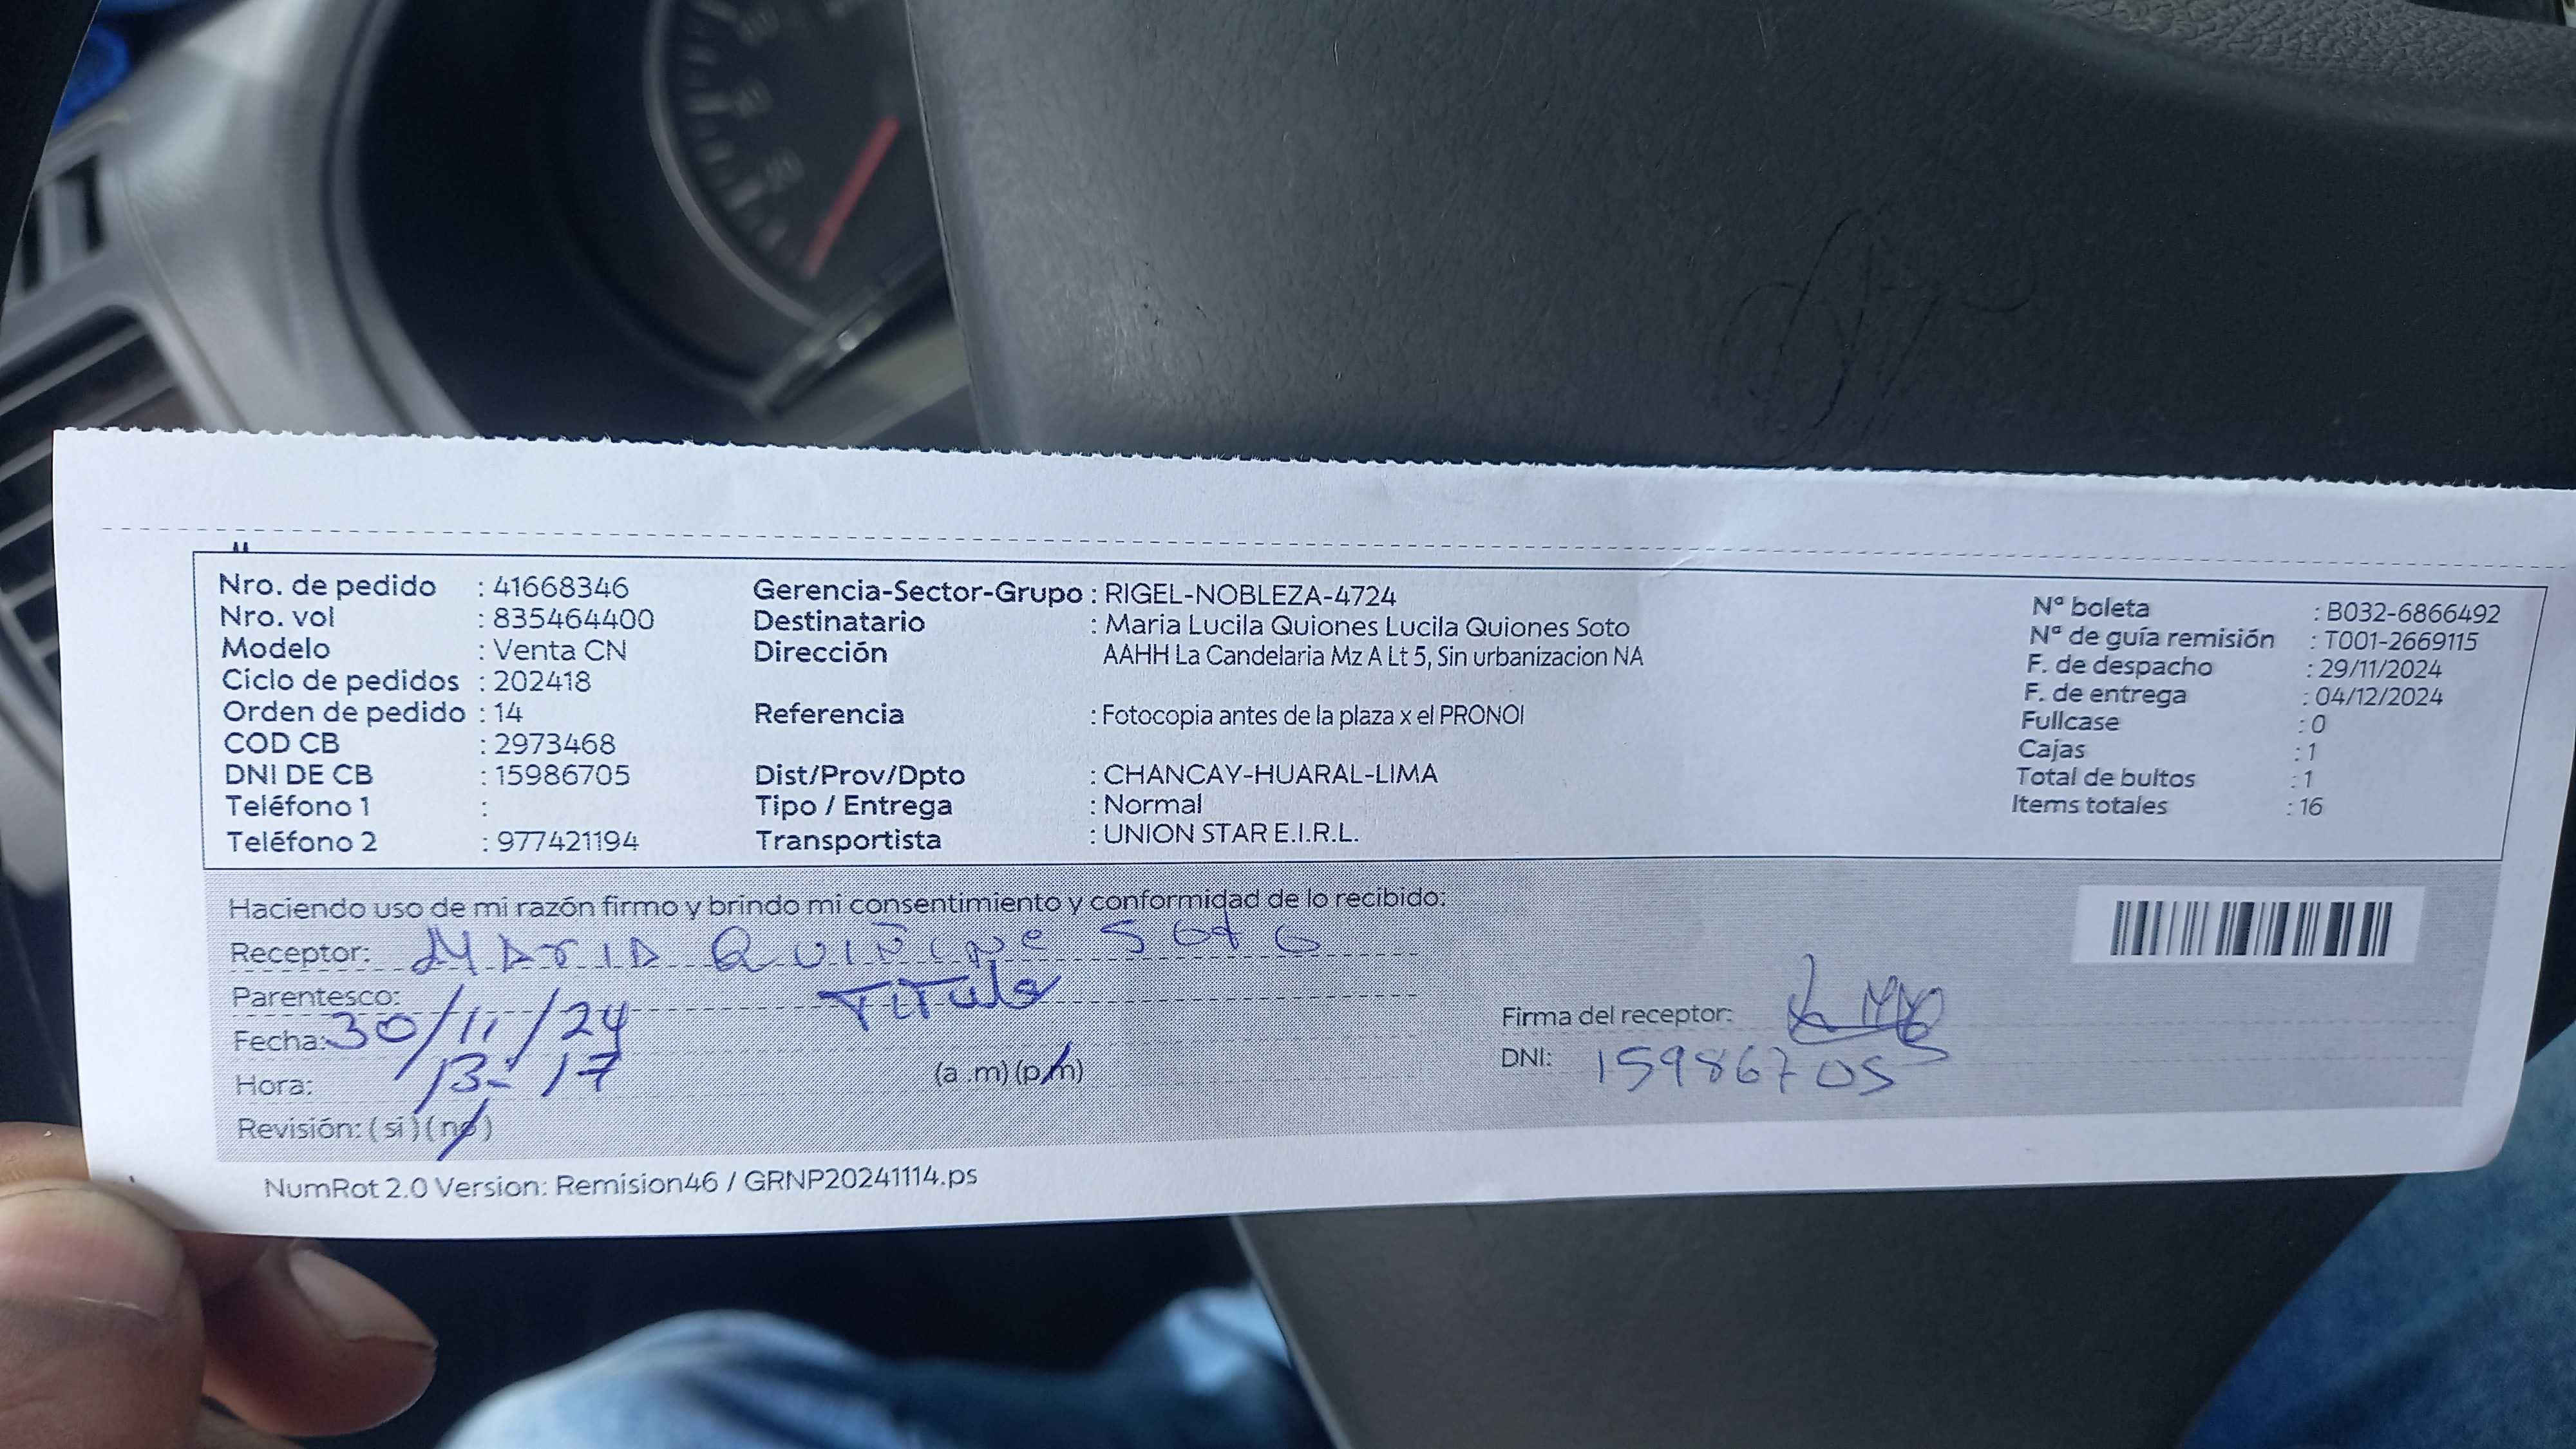 Nro. de pedido : 41668346
Nro. vol : 835464400
Modelo : Venta CN
Ciclo de pedidos : 202418
Orden de pedido : 14
COD CB : 2973468
DNI DE CB : 15986705
Teléfono 1 :
Teléfono 2 : 977421194
Gerencia-Sector-Grupo : RIGEL-NOBLEZA-4724
Destinatario : Maria Lucila Quiones Lucila Quiones Soto
Dirección AAHH La Candelaria Mz A Lt 5, Sin urbanizacion NA
Referencia : Fotocopia antes de la plaza x el PRONOI
Dist/Prov/Dpto : CHANCAY-HUARAL-LIMA
Tipo / Entrega : Normal
Transportista : UNION STAR E.I.R.L.
Nº boleta : B032-6866492
Nª de guía remisión : T001-2669115
F. de despacho : 29/11/2024
F. de entrega : 04/12/2024
Fullcase : 0
Cajas : 1
Total de bultos : 1
Items totales : 16
Haciendo uso de mi razón firmo y brindo mi consentimiento y conformidad de lo recibido:
Receptor: MARIA QUIÑONE SOTO
Parentesco: Titula
Fecha: 30/11/24
Hora: 13:17 (a .m) (p.m)
Revisión: ( si ) ( no )
Firma del receptor:
DNI: 15986705
NumRot 2.0 Version: Remision46 / GRNP20241114.ps